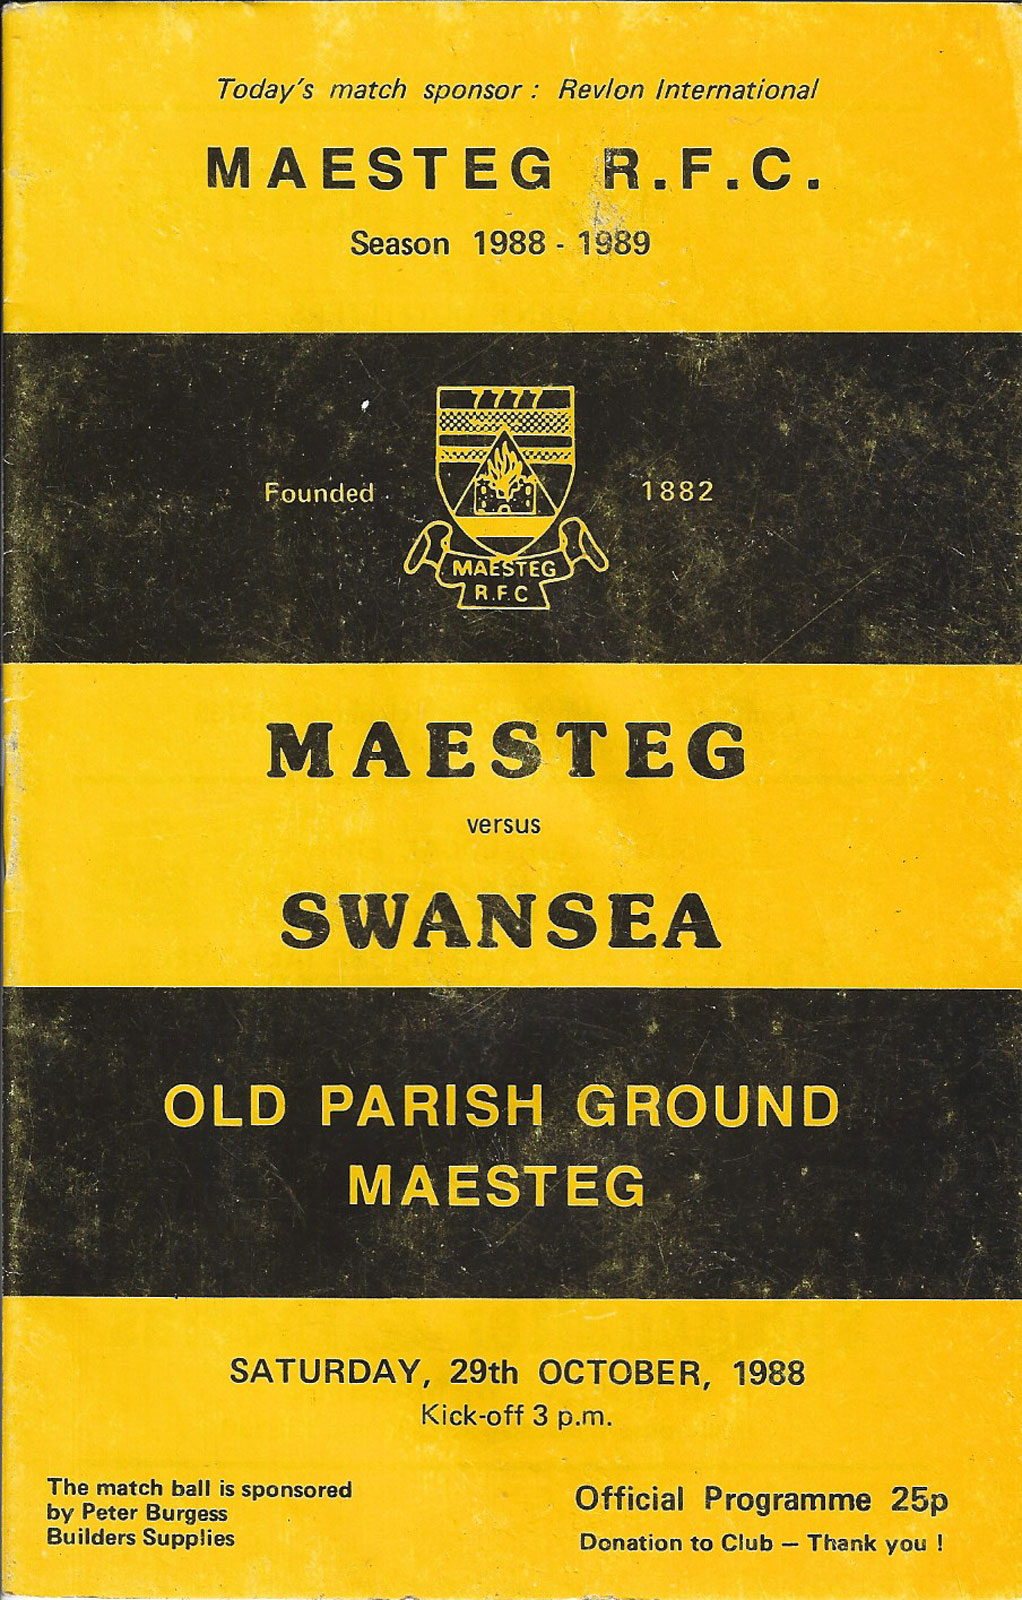 Today's match sponsor : Revlon International
MAESTEG R.F.C.
Season 1988 - 1989
7777
Founded
1882
MAESTEG
R.F.C
MAESTEG
versus
SWANSEA
OLD PARISH GROUND
MAESTEG
SATURDAY, 29th OCTOBER, 1988
Kick-off 3 p.m.
The match ball is sponsored
by Peter Burgess
Builders Supplies
Official Programme 25p
Donation to Club — Thank you !